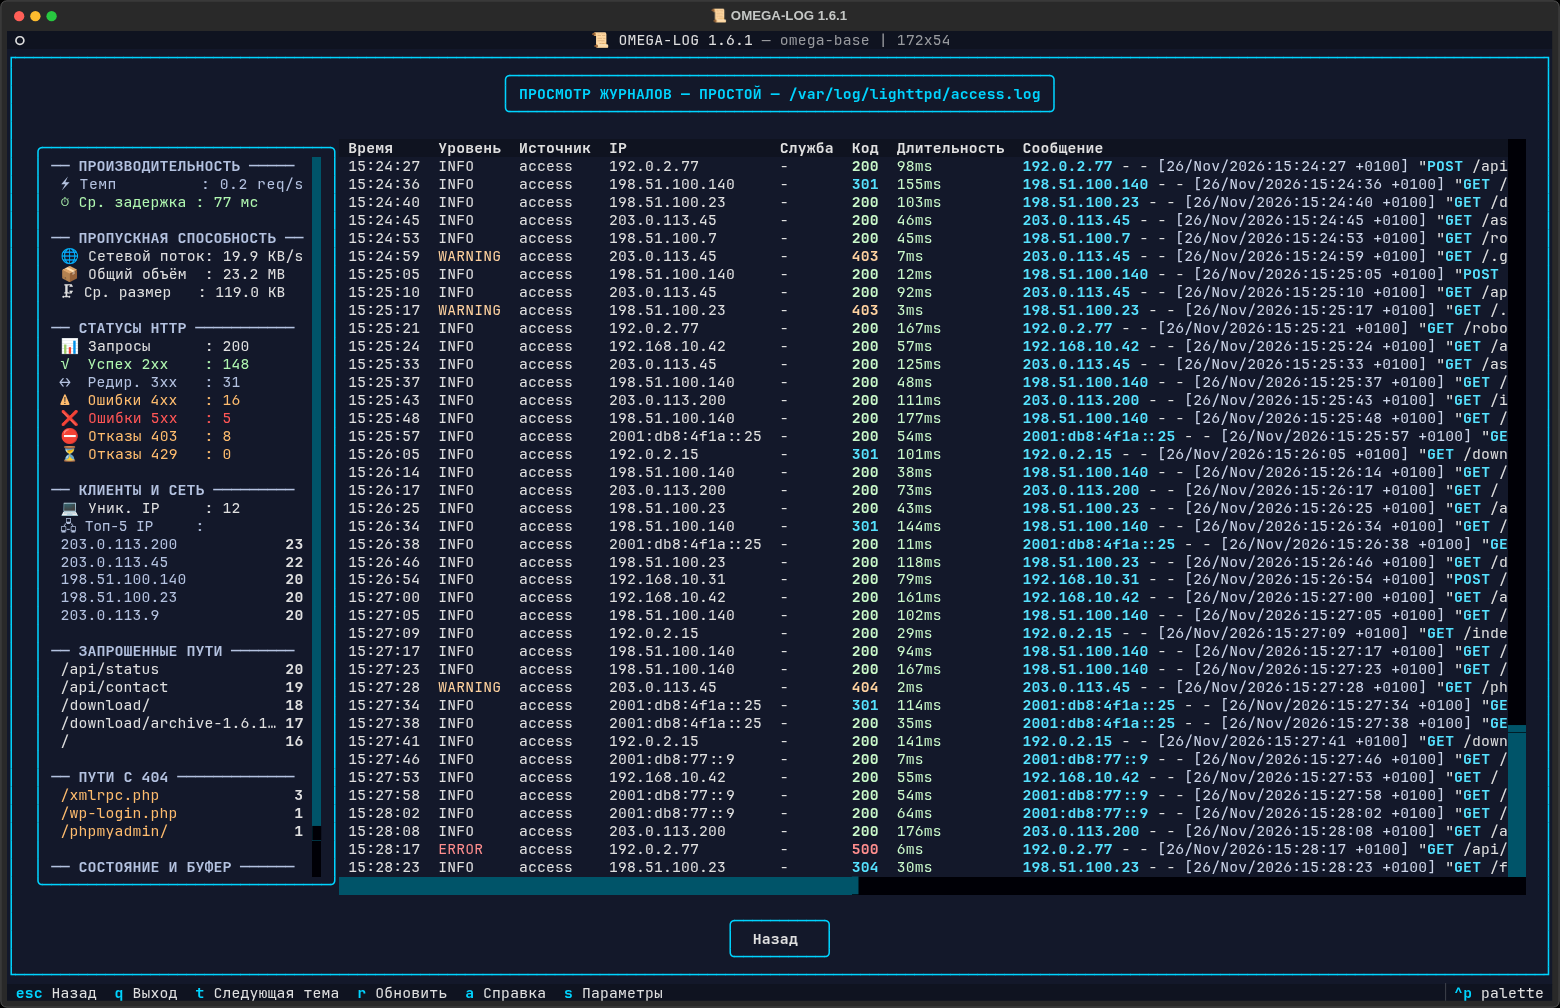 📜 OMEGA-LOG 1.6.1
📜 OMEGA-LOG 1.6.1 — omega-base | 172x54
ПРОСМОТР ЖУРНАЛОВ — ПРОСТОЙ — /var/log/lighttpd/access.log
── ПРОИЗВОДИТЕЛЬНОСТЬ ─────
⚡ Темп : 0.2 req/s
⏱ Ср. задержка : 77 мс
── ПРОПУСКНАЯ СПОСОБНОСТЬ ──
🌐 Сетевой поток: 19.9 KB/s
📦 Общий объём : 23.2 MB
🗜 Ср. размер : 119.0 KB
── СТАТУСЫ HTTP ───────────
📊 Запросы : 200
√ Успех 2xx : 148
↔ Редир. 3xx : 31
⚠ Ошибки 4xx : 16
❌ Ошибки 5xx : 5
⛔ Отказы 403 : 8
⏳ Отказы 429 : 0
── КЛИЕНТЫ И СЕТЬ ─────────
💻 Уник. IP : 12
🖧 Топ-5 IP :
203.0.113.200 23
203.0.113.45 22
198.51.100.140 20
198.51.100.23 20
203.0.113.9 20
── ЗАПРОШЕННЫЕ ПУТИ ───────
/api/status 20
/api/contact 19
/download/ 18
/download/archive-1.6.1… 17
/ 16
── ПУТИ С 404 ─────────────
/xmlrpc.php 3
/wp-login.php 1
/phpmyadmin/ 1
── СОСТОЯНИЕ И БУФЕР ──────
Время Уровень Источник IP Служба Код Длительность Сообщение
15:24:27 INFO access 192.0.2.77 - 200 98ms 192.0.2.77 - - [26/Nov/2026:15:24:27 +0100] "POST /api
15:24:36 INFO access 198.51.100.140 - 301 155ms 198.51.100.140 - - [26/Nov/2026:15:24:36 +0100] "GET /
15:24:40 INFO access 198.51.100.23 - 200 103ms 198.51.100.23 - - [26/Nov/2026:15:24:40 +0100] "GET /d
15:24:45 INFO access 203.0.113.45 - 200 46ms 203.0.113.45 - - [26/Nov/2026:15:24:45 +0100] "GET /as
15:24:53 INFO access 198.51.100.7 - 200 45ms 198.51.100.7 - - [26/Nov/2026:15:24:53 +0100] "GET /ro
15:24:59 WARNING access 203.0.113.45 - 403 7ms 203.0.113.45 - - [26/Nov/2026:15:24:59 +0100] "GET /.g
15:25:05 INFO access 198.51.100.140 - 200 12ms 198.51.100.140 - - [26/Nov/2026:15:25:05 +0100] "POST
15:25:10 INFO access 203.0.113.45 - 200 92ms 203.0.113.45 - - [26/Nov/2026:15:25:10 +0100] "GET /ap
15:25:17 WARNING access 198.51.100.23 - 403 3ms 198.51.100.23 - - [26/Nov/2026:15:25:17 +0100] "GET /.
15:25:21 INFO access 192.0.2.77 - 200 167ms 192.0.2.77 - - [26/Nov/2026:15:25:21 +0100] "GET /robo
15:25:24 INFO access 192.168.10.42 - 200 57ms 192.168.10.42 - - [26/Nov/2026:15:25:24 +0100] "GET /a
15:25:33 INFO access 203.0.113.45 - 200 125ms 203.0.113.45 - - [26/Nov/2026:15:25:33 +0100] "GET /as
15:25:37 INFO access 198.51.100.140 - 200 48ms 198.51.100.140 - - [26/Nov/2026:15:25:37 +0100] "GET /
15:25:43 INFO access 203.0.113.200 - 200 111ms 203.0.113.200 - - [26/Nov/2026:15:25:43 +0100] "GET /i
15:25:48 INFO access 198.51.100.140 - 200 177ms 198.51.100.140 - - [26/Nov/2026:15:25:48 +0100] "GET /
15:25:57 INFO access 2001:db8:4f1a::25 - 200 54ms 2001:db8:4f1a::25 - - [26/Nov/2026:15:25:57 +0100] "GE
15:26:05 INFO access 192.0.2.15 - 301 101ms 192.0.2.15 - - [26/Nov/2026:15:26:05 +0100] "GET /down
15:26:14 INFO access 198.51.100.140 - 200 38ms 198.51.100.140 - - [26/Nov/2026:15:26:14 +0100] "GET /
15:26:17 INFO access 203.0.113.200 - 200 73ms 203.0.113.200 - - [26/Nov/2026:15:26:17 +0100] "GET /
15:26:25 INFO access 198.51.100.23 - 200 43ms 198.51.100.23 - - [26/Nov/2026:15:26:25 +0100] "GET /a
15:26:34 INFO access 198.51.100.140 - 301 144ms 198.51.100.140 - - [26/Nov/2026:15:26:34 +0100] "GET /
15:26:38 INFO access 2001:db8:4f1a::25 - 200 11ms 2001:db8:4f1a::25 - - [26/Nov/2026:15:26:38 +0100] "GE
15:26:46 INFO access 198.51.100.23 - 200 118ms 198.51.100.23 - - [26/Nov/2026:15:26:46 +0100] "GET /d
15:26:54 INFO access 192.168.10.31 - 200 79ms 192.168.10.31 - - [26/Nov/2026:15:26:54 +0100] "POST /
15:27:00 INFO access 192.168.10.42 - 200 161ms 192.168.10.42 - - [26/Nov/2026:15:27:00 +0100] "GET /a
15:27:05 INFO access 198.51.100.140 - 200 102ms 198.51.100.140 - - [26/Nov/2026:15:27:05 +0100] "GET /
15:27:09 INFO access 192.0.2.15 - 200 29ms 192.0.2.15 - - [26/Nov/2026:15:27:09 +0100] "GET /inde
15:27:17 INFO access 198.51.100.140 - 200 94ms 198.51.100.140 - - [26/Nov/2026:15:27:17 +0100] "GET /
15:27:23 INFO access 198.51.100.140 - 200 167ms 198.51.100.140 - - [26/Nov/2026:15:27:23 +0100] "GET /
15:27:28 WARNING access 203.0.113.45 - 404 2ms 203.0.113.45 - - [26/Nov/2026:15:27:28 +0100] "GET /ph
15:27:34 INFO access 2001:db8:4f1a::25 - 301 114ms 2001:db8:4f1a::25 - - [26/Nov/2026:15:27:34 +0100] "GE
15:27:38 INFO access 2001:db8:4f1a::25 - 200 35ms 2001:db8:4f1a::25 - - [26/Nov/2026:15:27:38 +0100] "GE
15:27:41 INFO access 192.0.2.15 - 200 141ms 192.0.2.15 - - [26/Nov/2026:15:27:41 +0100] "GET /down
15:27:46 INFO access 2001:db8:77::9 - 200 7ms 2001:db8:77::9 - - [26/Nov/2026:15:27:46 +0100] "GET /
15:27:53 INFO access 192.168.10.42 - 200 55ms 192.168.10.42 - - [26/Nov/2026:15:27:53 +0100] "GET /
15:27:58 INFO access 2001:db8:77::9 - 200 54ms 2001:db8:77::9 - - [26/Nov/2026:15:27:58 +0100] "GET /
15:28:02 INFO access 2001:db8:77::9 - 200 64ms 2001:db8:77::9 - - [26/Nov/2026:15:28:02 +0100] "GET /
15:28:08 INFO access 203.0.113.200 - 200 176ms 203.0.113.200 - - [26/Nov/2026:15:28:08 +0100] "GET /a
15:28:17 ERROR access 192.0.2.77 - 500 6ms 192.0.2.77 - - [26/Nov/2026:15:28:17 +0100] "GET /api/
15:28:23 INFO access 198.51.100.23 - 304 30ms 198.51.100.23 - - [26/Nov/2026:15:28:23 +0100] "GET /f
Назад
esc Назад q Выход t Следующая тема r Обновить a Справка s Параметры ^p palette